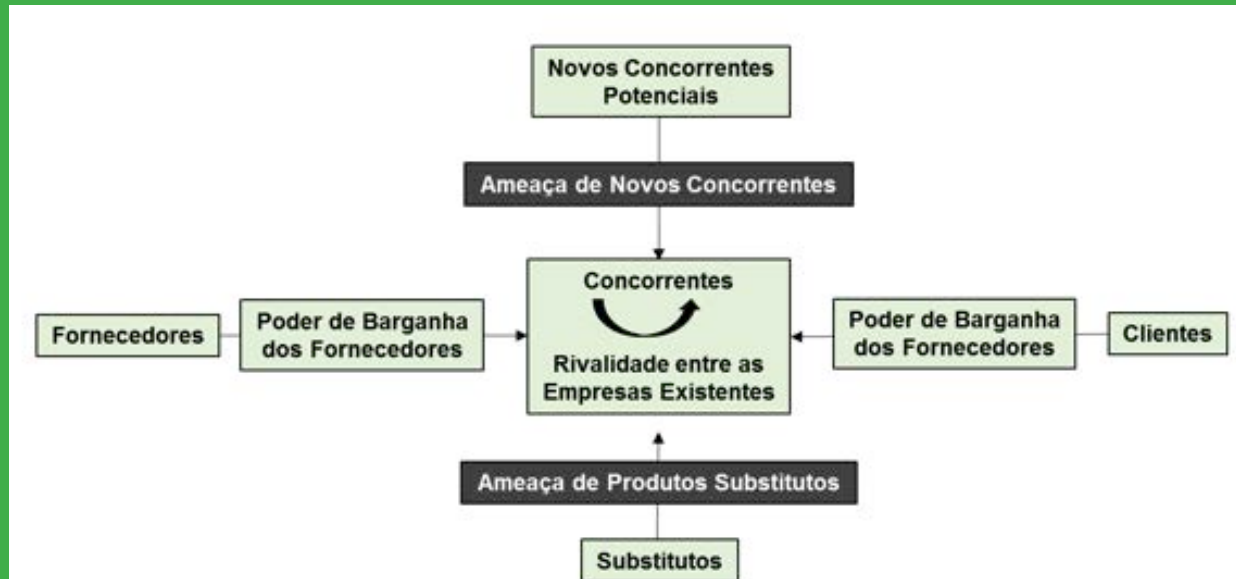 Novos Concorrentes
Potenciais
Ameaça de Novos Concorrentes
Concorrentes
Rivalidade entre as
Empresas Existentes
Fornecedores
Poder de Barganha
dos Fornecedores
Poder de Barganha
dos Fornecedores
Clientes
Ameaça de Produtos Substitutos
Substitutos